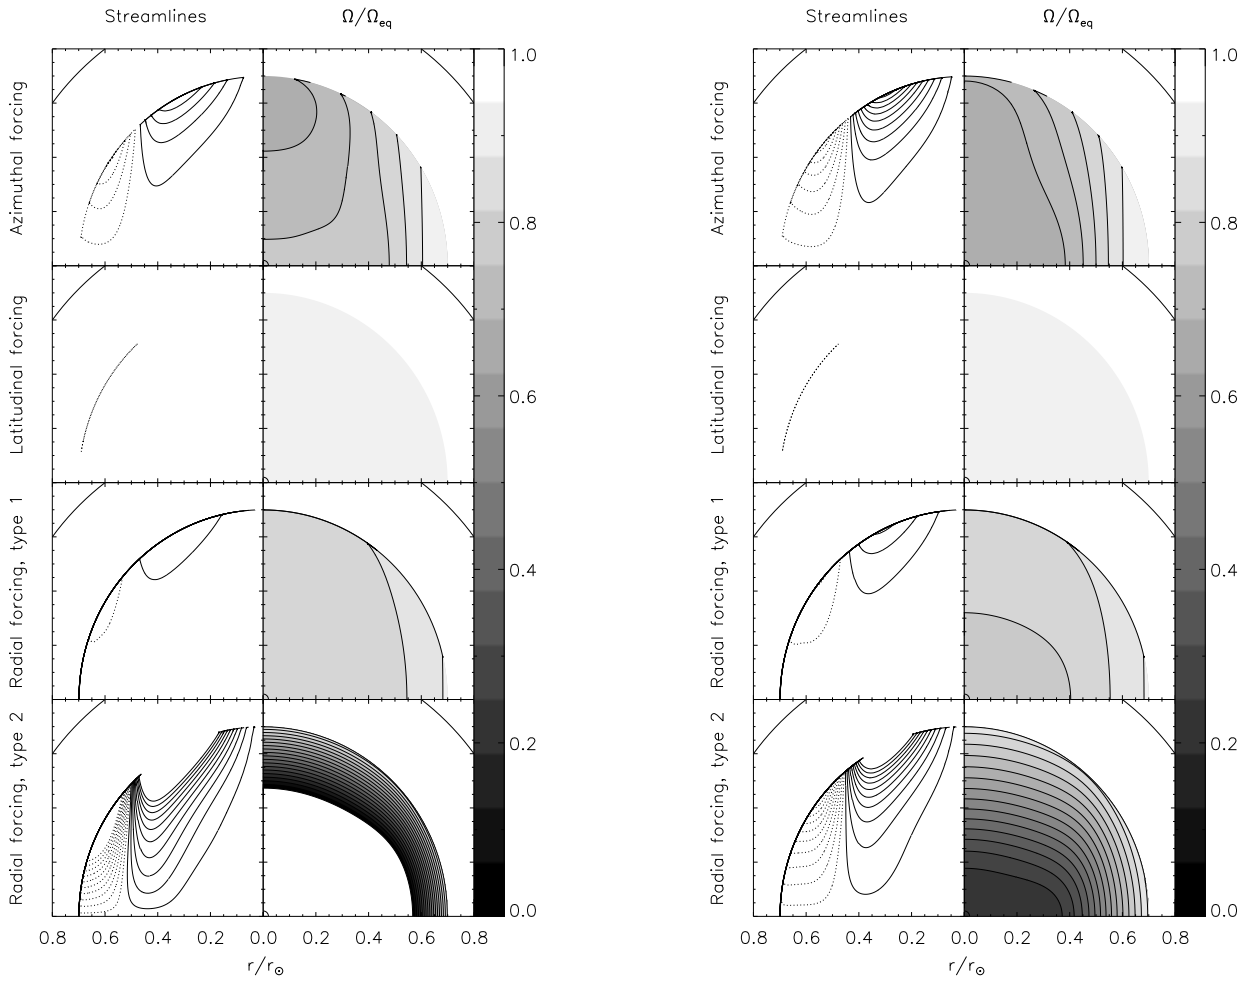 Streamlines Ω/Ωeq Streamlines Ω/Ωeq
Azimuthal forcing
Latitudinal forcing
Radial forcing, type 1
Radial forcing, type 2
1.0
0.8
0.6
0.4
0.2
0.0
0.8 0.6 0.4 0.2 0.0 0.2 0.4 0.6 0.8
r/r☉
Azimuthal forcing
Latitudinal forcing
Radial forcing, type 1
Radial forcing, type 2
1.0
0.8
0.6
0.4
0.2
0.0
0.8 0.6 0.4 0.2 0.0 0.2 0.4 0.6 0.8
r/r☉